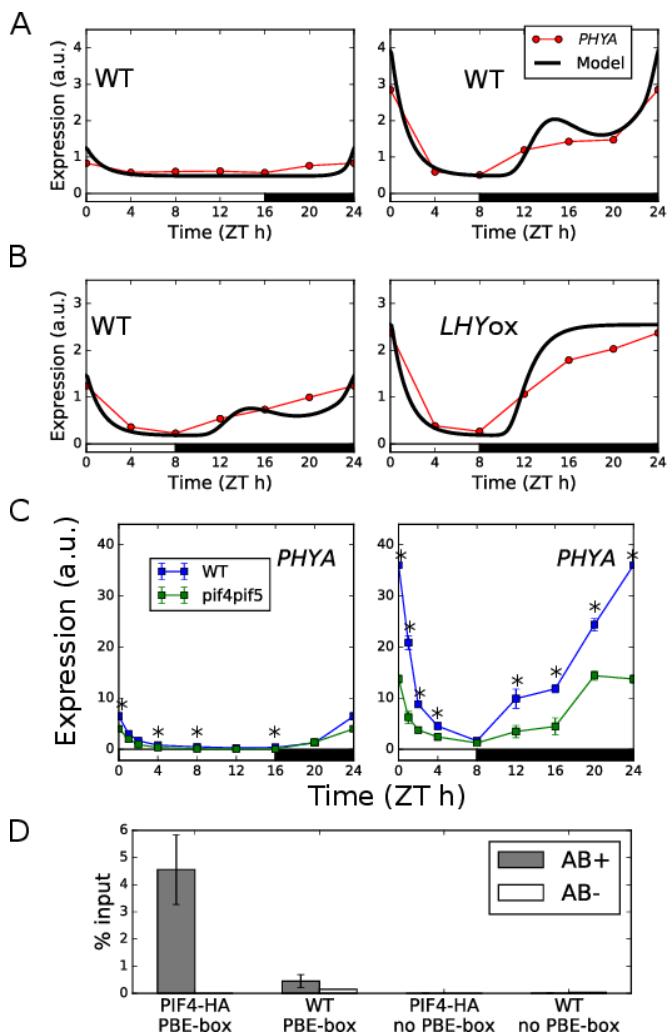 A
WT
WT
PHYA
Model
Expression (a.u.)
0 1 2 3 4
0 4 8 12 16 20 24
0 4 8 12 16 20 24
Time (ZT h)
Time (ZT h)
B
WT
LHYox
Expression (a.u.)
0 1 2 3
0 4 8 12 16 20 24
0 4 8 12 16 20 24
Time (ZT h)
Time (ZT h)
C
PHYA
PHYA
WT
pif4pif5
Expression (a.u.)
0 10 20 30 40
0 4 8 12 16 20 24
0 4 8 12 16 20 24
* * * *
* * * * * * * *
Time (ZT h)
D
AB+
AB-
% input
0 1 2 3 4 5 6
PIF4-HA
PBE-box
WT
PBE-box
PIF4-HA
no PBE-box
WT
no PBE-box